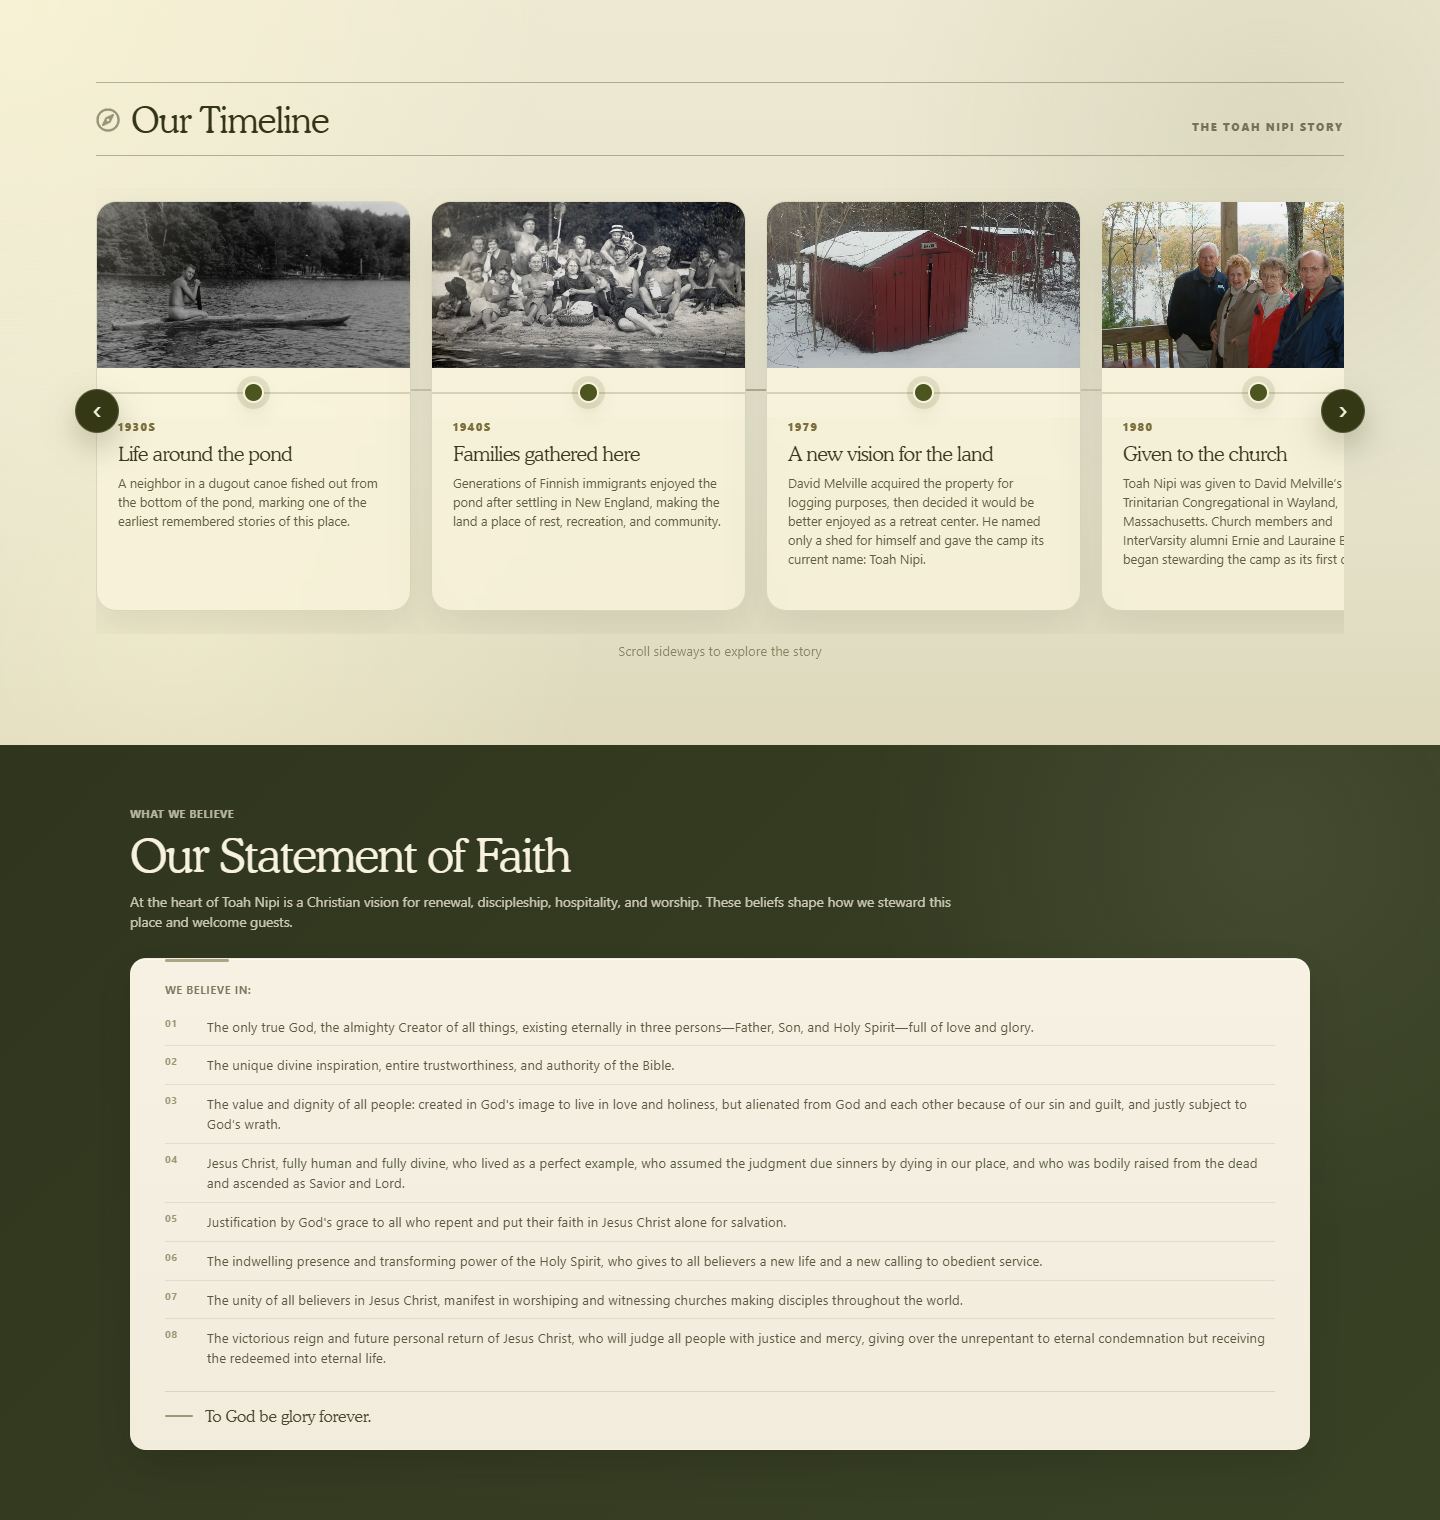 Our Timeline
THE TOAH NIPI STORY
1930S
Life around the pond
A neighbor in a dugout canoe fished out from
the bottom of the pond, marking one of the
earliest remembered stories of this place.
1940S
Families gathered here
Generations of Finnish immigrants enjoyed the
pond after settling in New England, making the
land a place of rest, recreation, and community.
1979
A new vision for the land
David Melville acquired the property for
logging purposes, then decided it would be
better enjoyed as a retreat center. He named
only a shed for himself and gave the camp its
current name: Toah Nipi.
1980
Given to the church
Toah Nipi was given to David Melville's
Trinitarian Congregational in Wayland,
Massachusetts. Church members and
InterVarsity alumni Ernie and Lauraine
began stewarding the camp as its first
‹
›
Scroll sideways to explore the story
WHAT WE BELIEVE
Our Statement of Faith
At the heart of Toah Nipi is a Christian vision for renewal, discipleship, hospitality, and worship. These beliefs shape how we steward this
place and welcome guests.
WE BELIEVE IN:
01 The only true God, the almighty Creator of all things, existing eternally in three persons—Father, Son, and Holy Spirit—full of love and glory.
02 The unique divine inspiration, entire trustworthiness, and authority of the Bible.
03 The value and dignity of all people: created in God's image to live in love and holiness, but alienated from God and each other because of our sin and guilt, and justly subject to
God's wrath.
04 Jesus Christ, fully human and fully divine, who lived as a perfect example, who assumed the judgment due sinners by dying in our place, and who was bodily raised from the dead
and ascended as Savior and Lord.
05 Justification by God's grace to all who repent and put their faith in Jesus Christ alone for salvation.
06 The indwelling presence and transforming power of the Holy Spirit, who gives to all believers a new life and a new calling to obedient service.
07 The unity of all believers in Jesus Christ, manifest in worshiping and witnessing churches making disciples throughout the world.
08 The victorious reign and future personal return of Jesus Christ, who will judge all people with justice and mercy, giving over the unrepentant to eternal condemnation but receiving
the redeemed into eternal life.
To God be glory forever.